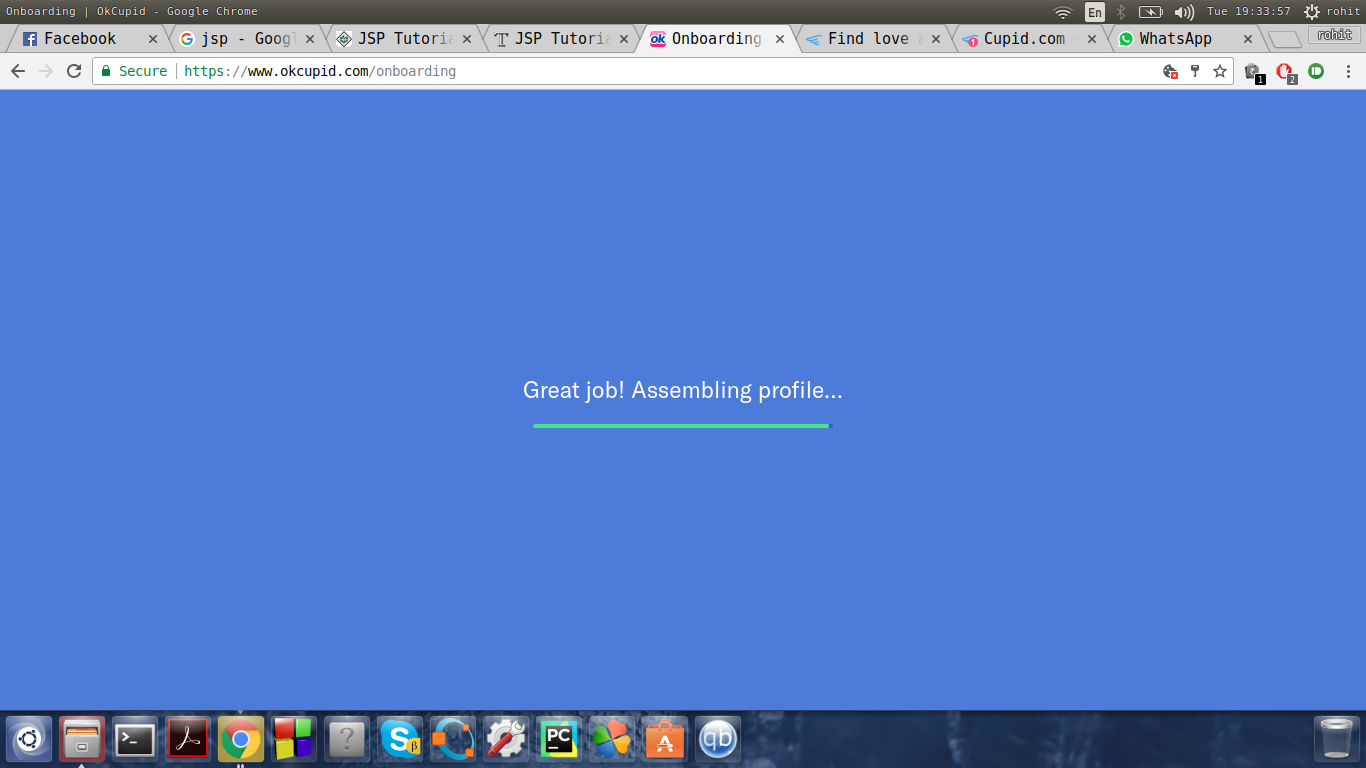 Onboarding | OkCupid - Google Chrome
En
Tue 19:33:57
rohit
Facebook
jsp - Googl
JSP Tutoria
JSP Tutoria
ok
Onboarding
Find love a
1
Cupid.com
WhatsApp
rohit
Secure
https://www.okcupid.com/onboarding
1
2
Great job! Assembling profile...
>_
?
S
β
PC
A
qb